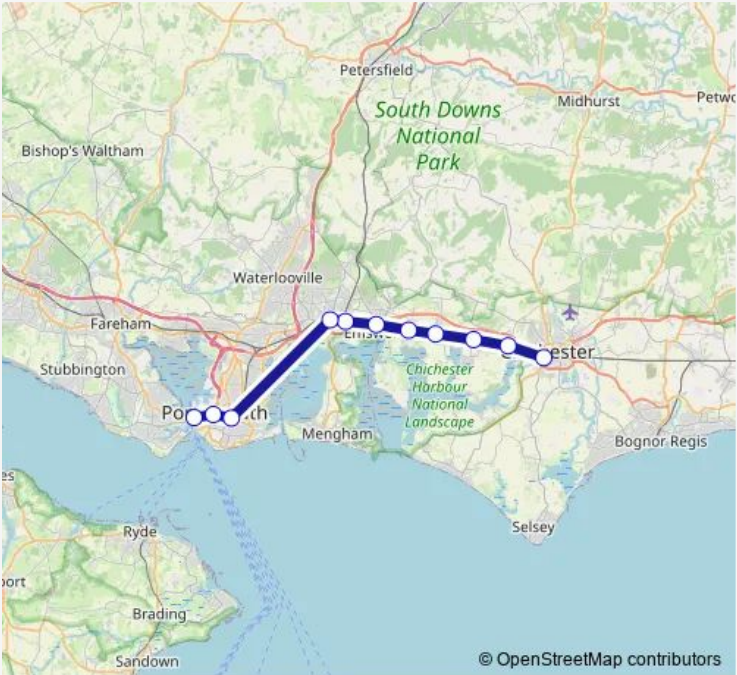 Petersfield
South Downs
National
Park
Midhurst
Bishop's Waltham
Waterlooville
Fareham
Stubbington
Chichester
Harbour
National
Landscape
Mengham
Bognor Regis
Selsey
Ryde
Brading
Sandown
© OpenStreetMap contributors